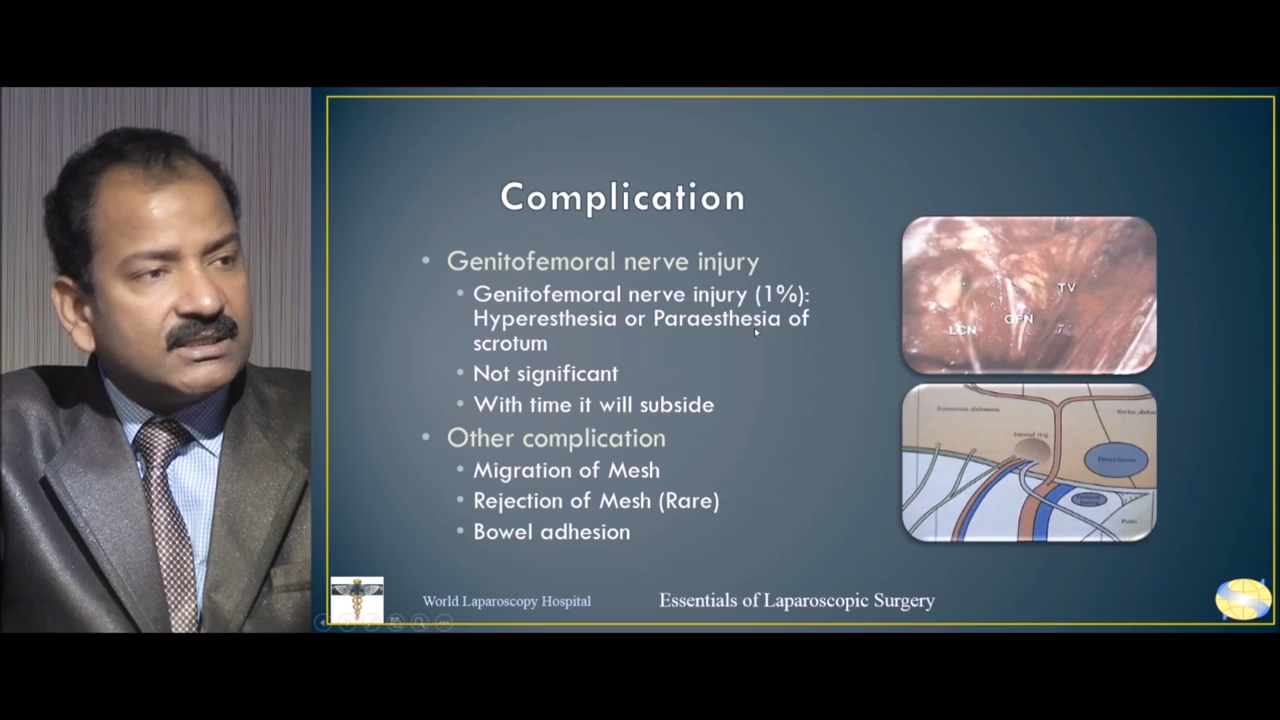 Complication
• Genitofemoral nerve injury
• Genitofemoral nerve injury (1%):
Hyperesthesia or Paraesthesia of
scrotum
• Not significant
• With time it will subside
• Other complication
• Migration of Mesh
• Rejection of Mesh (Rare)
• Bowel adhesion
TV
GFN
LCN
Internal ring
World Laparoscopy Hospital
Essentials of Laparoscopic Surgery